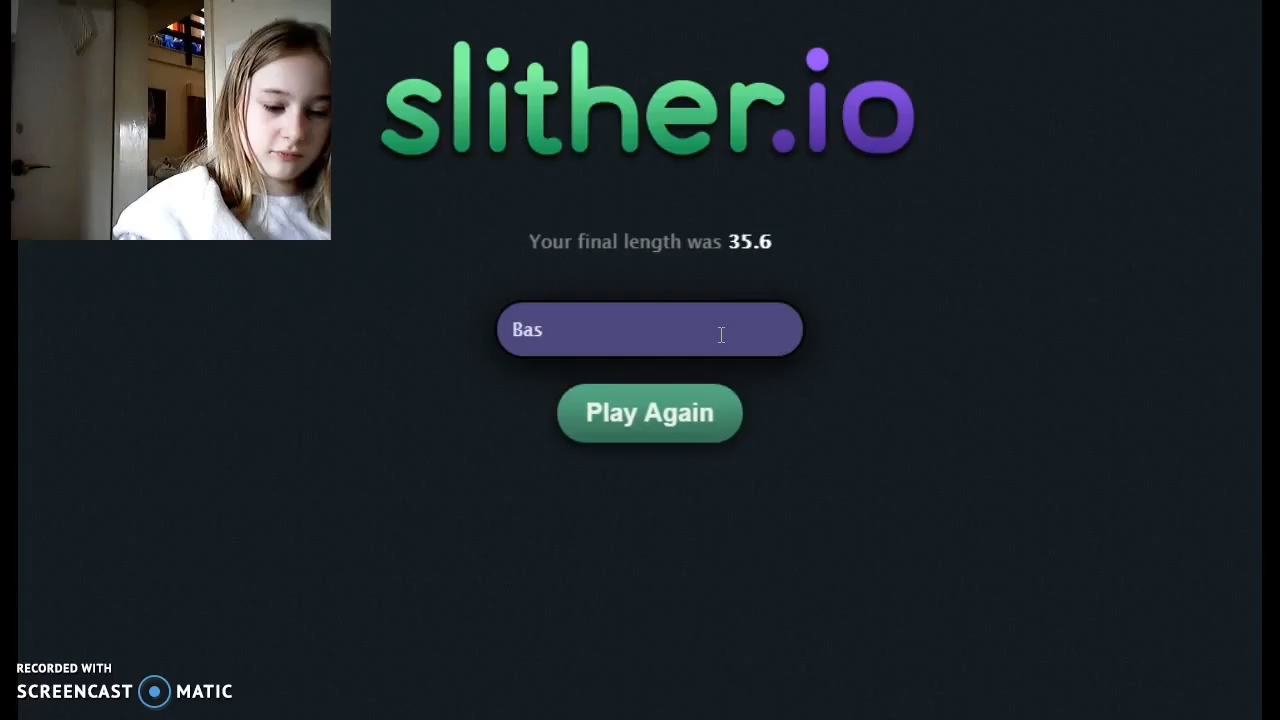 slither.io
Your final length was 35.6
Bas
Play Again
RECORDED WITH
SCREENCAST MATIC